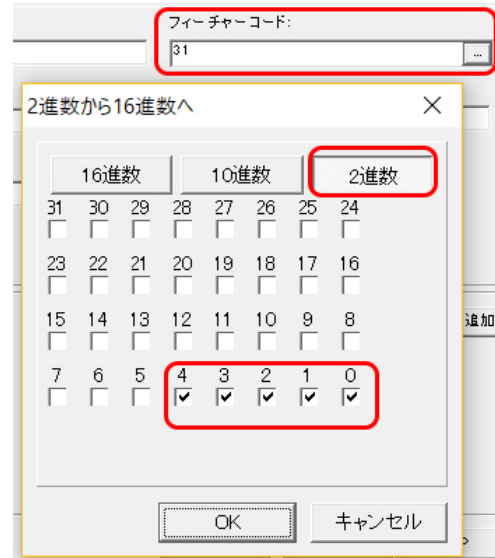 フィーチャーコード:
31
...
2進数から16進数へ
16進数 10進数 2進数
31 30 29 28 27 26 25 24
23 22 21 20 19 18 17 16
15 14 13 12 11 10 9 8
追加
7 6 5 4 3 2 1 0
OK キャンセル